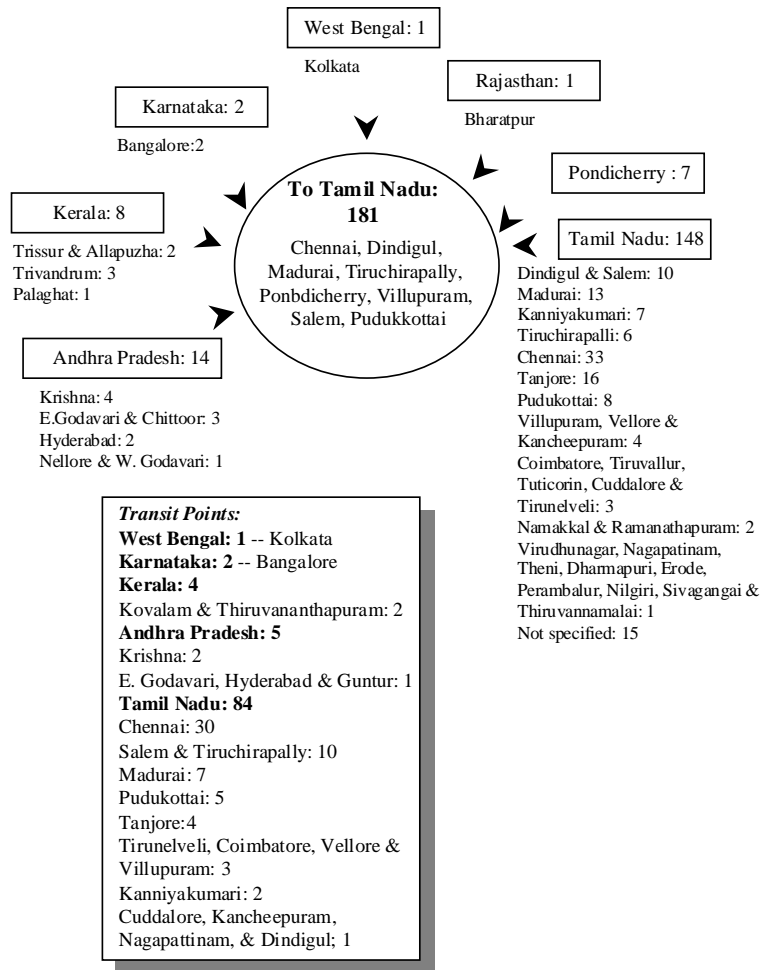 West Bengal: 1
Kolkata
Rajasthan: 1
Bharatpur
Karnataka: 2
Bangalore:2
Pondicherry : 7
Kerala: 8
Trissur & Allapuzha: 2
Trivandrum: 3
Palaghat: 1
To Tamil Nadu:
181
Chennai, Dindigul,
Madurai, Tiruchirapally,
Ponbdicherry, Villupuram,
Salem, Pudukkottai
Tamil Nadu: 148
Dindigul & Salem: 10
Madurai: 13
Kanniyakumari: 7
Tiruchirapalli: 6
Chennai: 33
Tanjore: 16
Pudukottai: 8
Villupuram, Vellore &
Kancheepuram: 4
Coimbatore, Tiruvallur,
Tuticorin, Cuddalore &
Tirunelveli: 3
Namakkal & Ramanathapuram: 2
Virudhunagar, Nagapatinam,
Theni, Dharmapuri, Erode,
Perambalur, Nilgiri, Sivagangai &
Thiruvannamalai: 1
Not specified: 15
Andhra Pradesh: 14
Krishna: 4
E.Godavari & Chittoor: 3
Hyderabad: 2
Nellore & W. Godavari: 1
Transit Points:
West Bengal: 1 -- Kolkata
Karnataka: 2 -- Bangalore
Kerala: 4
Kovalam & Thiruvananthapuram: 2
Andhra Pradesh: 5
Krishna: 2
E. Godavari, Hyderabad & Guntur: 1
Tamil Nadu: 84
Chennai: 30
Salem & Tiruchirapally: 10
Madurai: 7
Pudukottai: 5
Tanjore:4
Tirunelveli, Coimbatore, Vellore &
Villupuram: 3
Kanniyakumari: 2
Cuddalore, Kancheepuram,
Nagapattinam, & Dindigul; 1